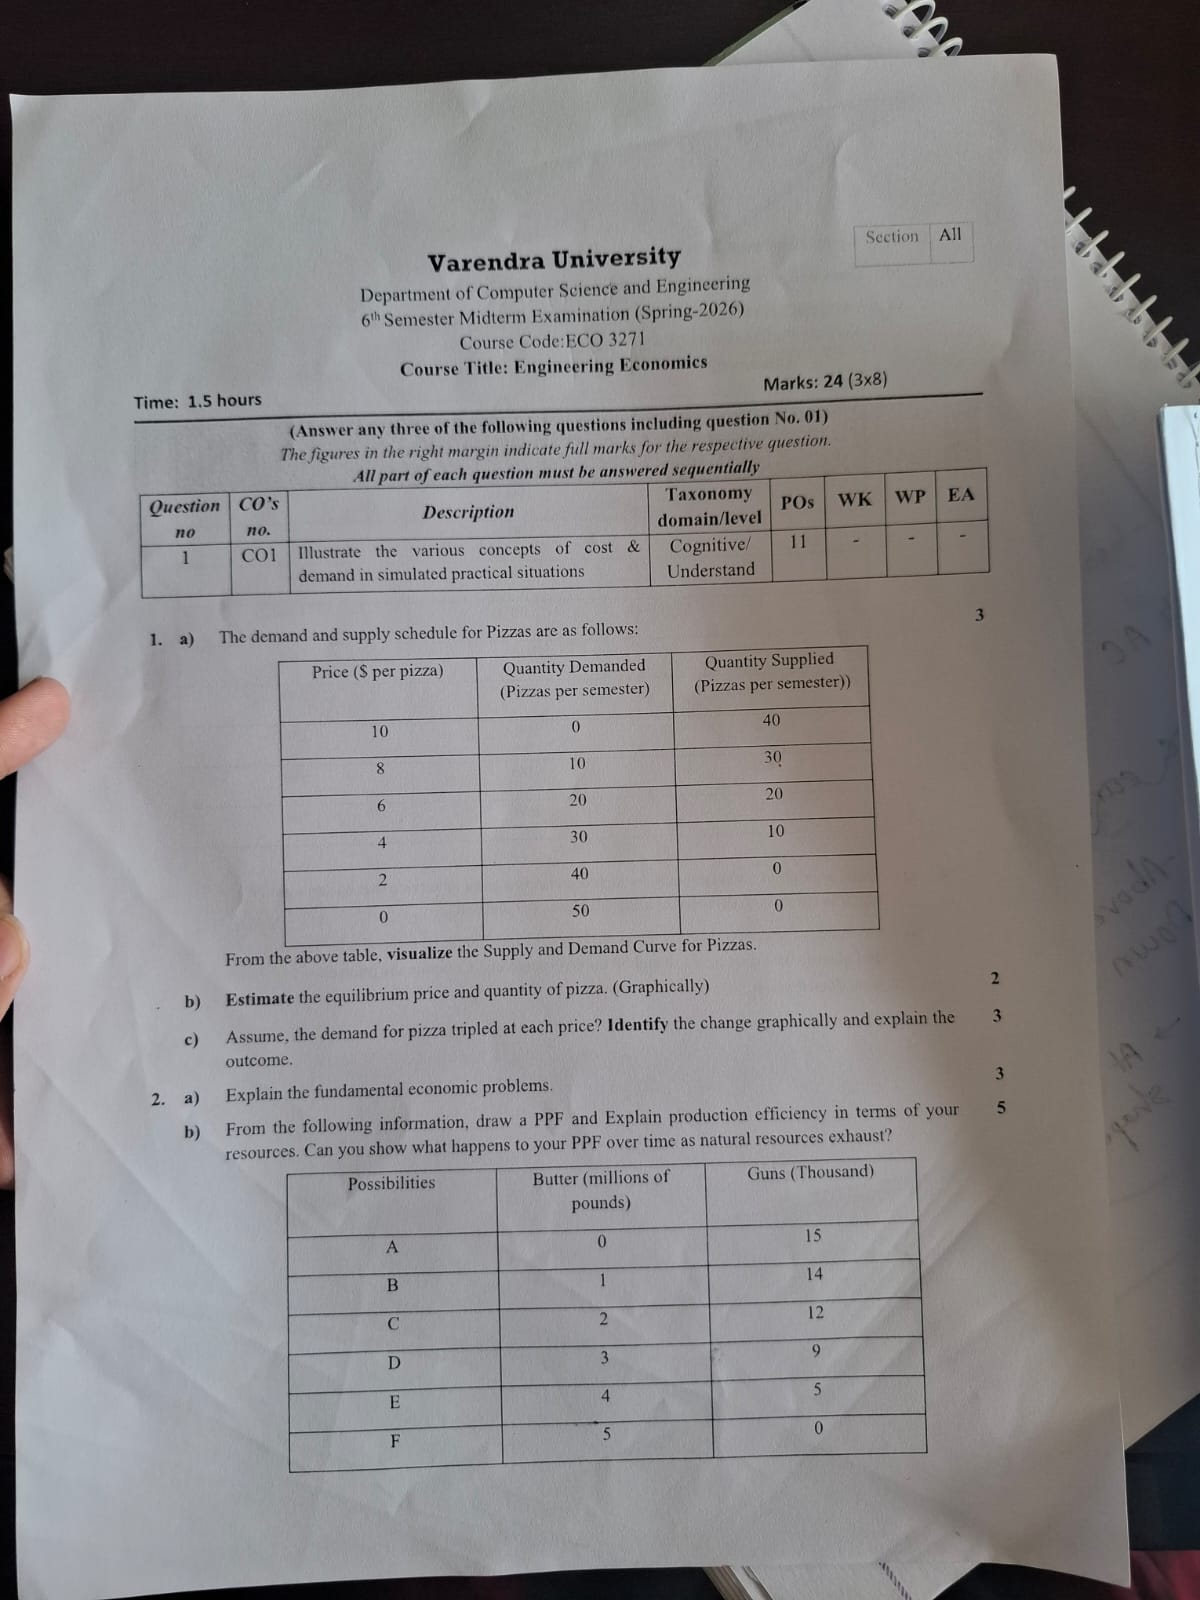 Section All
Varendra University
Department of Computer Science and Engineering
6th Semester Midterm Examination (Spring-2026)
Course Code:ECO 3271
Course Title: Engineering Economics
Time: 1.5 hours Marks: 24 (3x8)
(Answer any three of the following questions including question No. 01)
The figures in the right margin indicate full marks for the respective question.
All part of each question must be answered sequentially
Question no CO's no. Description Taxonomy domain/level POs WK WP EA
1 CO1 Illustrate the various concepts of cost & demand in simulated practical situations Cognitive/ Understand 11 - - -
1. a) The demand and supply schedule for Pizzas are as follows: 3
Price ($ per pizza) Quantity Demanded (Pizzas per semester) Quantity Supplied (Pizzas per semester))
10 0 40
8 10 30
6 20 20
4 30 10
2 40 0
0 50 0
From the above table, visualize the Supply and Demand Curve for Pizzas.
b) Estimate the equilibrium price and quantity of pizza. (Graphically) 2
c) Assume, the demand for pizza tripled at each price? Identify the change graphically and explain the 3
outcome.
2. a) Explain the fundamental economic problems. 3
b) From the following information, draw a PPF and Explain production efficiency in terms of your 5
resources. Can you show what happens to your PPF over time as natural resources exhaust?
Possibilities Butter (millions of pounds) Guns (Thousand)
A 0 15
B 1 14
C 2 12
D 3 9
E 4 5
F 5 0